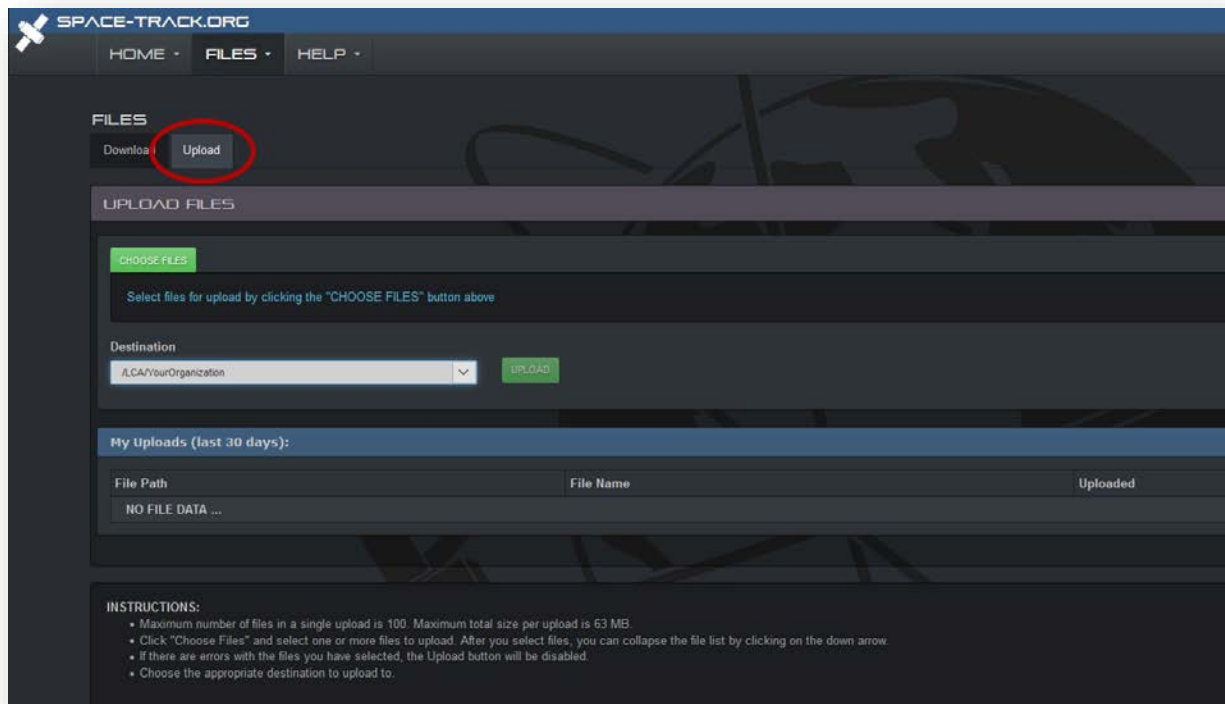 SPACE-TRACK.ORG
HOME FILES HELP
FILES
Download Upload
UPLOAD FILES
CHOOSE FILES
Select files for upload by clicking the "CHOOSE FILES" button above
Destination
/LCA/YourOrganization UPLOAD
My Uploads (last 30 days):
File Path File Name Uploaded
NO FILE DATA ...
INSTRUCTIONS:
• Maximum number of files in a single upload is 100. Maximum total size per upload is 63 MB.
• Click "Choose Files" and select one or more files to upload. After you select files, you can collapse the file list by clicking on the down arrow.
• If there are errors with the files you have selected, the Upload button will be disabled.
• Choose the appropriate destination to upload to.